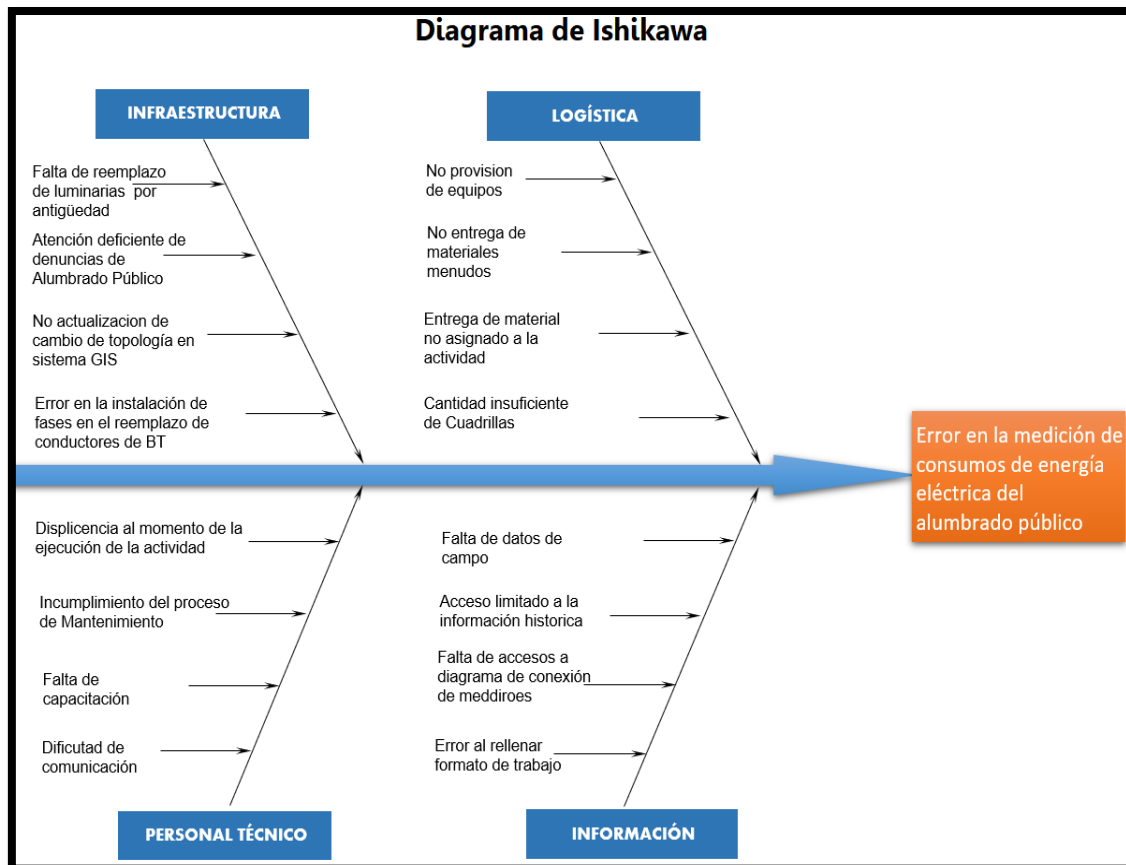 Diagrama de Ishikawa
INFRAESTRUCTURA
Falta de reemplazo
de luminarias por
antigüedad
Atención deficiente de
denuncias de
Alumbrado Público
No actualizacion de
cambio de topología en
sistema GIS
Error en la instalación de
fases en el reemplazo de
conductores de BT
LOGÍSTICA
No provision
de equipos
No entrega de
materiales
menudos
Entrega de material
no asignado a la
actividad
Cantidad insuficiente
de Cuadrillas
Error en la medición de
consumos de energía
eléctrica del
alumbrado público
Displicencia al momento de la
ejecución de la actividad
Incumplimiento del proceso
de Mantenimiento
Falta de
capacitación
Dificutad de
comunicación
PERSONAL TÉCNICO
Falta de datos de
campo
Acceso limitado a la
información historica
Falta de accesos a
diagrama de conexión
de meddiroes
Error al rellenar
formato de trabajo
INFORMACIÓN